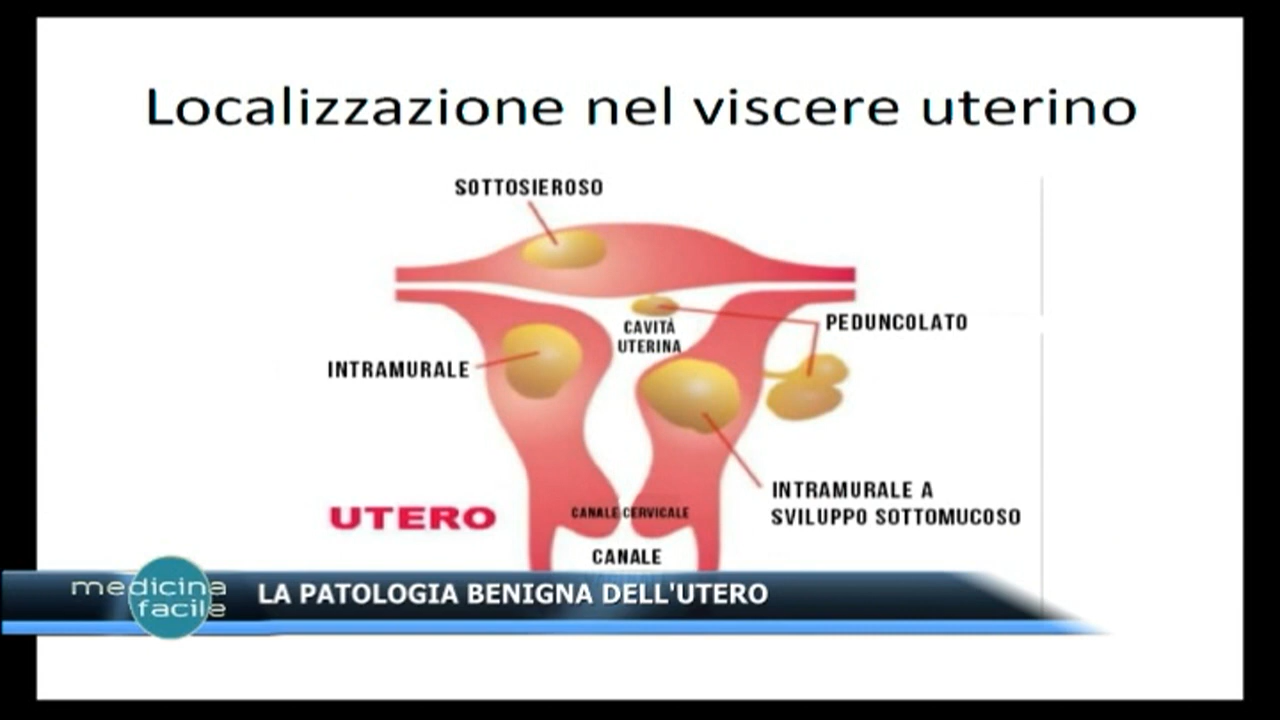 Localizzazione nel viscere uterino
SOTTOSIEROSO
PEDUNCOLATO
CAVITÀ
UTERINA
INTRAMURALE
INTRAMURALE A
SVILUPPO SOTTOMUCOSO
UTERO
CANALE CERVICALE
CANALE
medicina
facile
LA PATOLOGIA BENIGNA DELL'UTERO